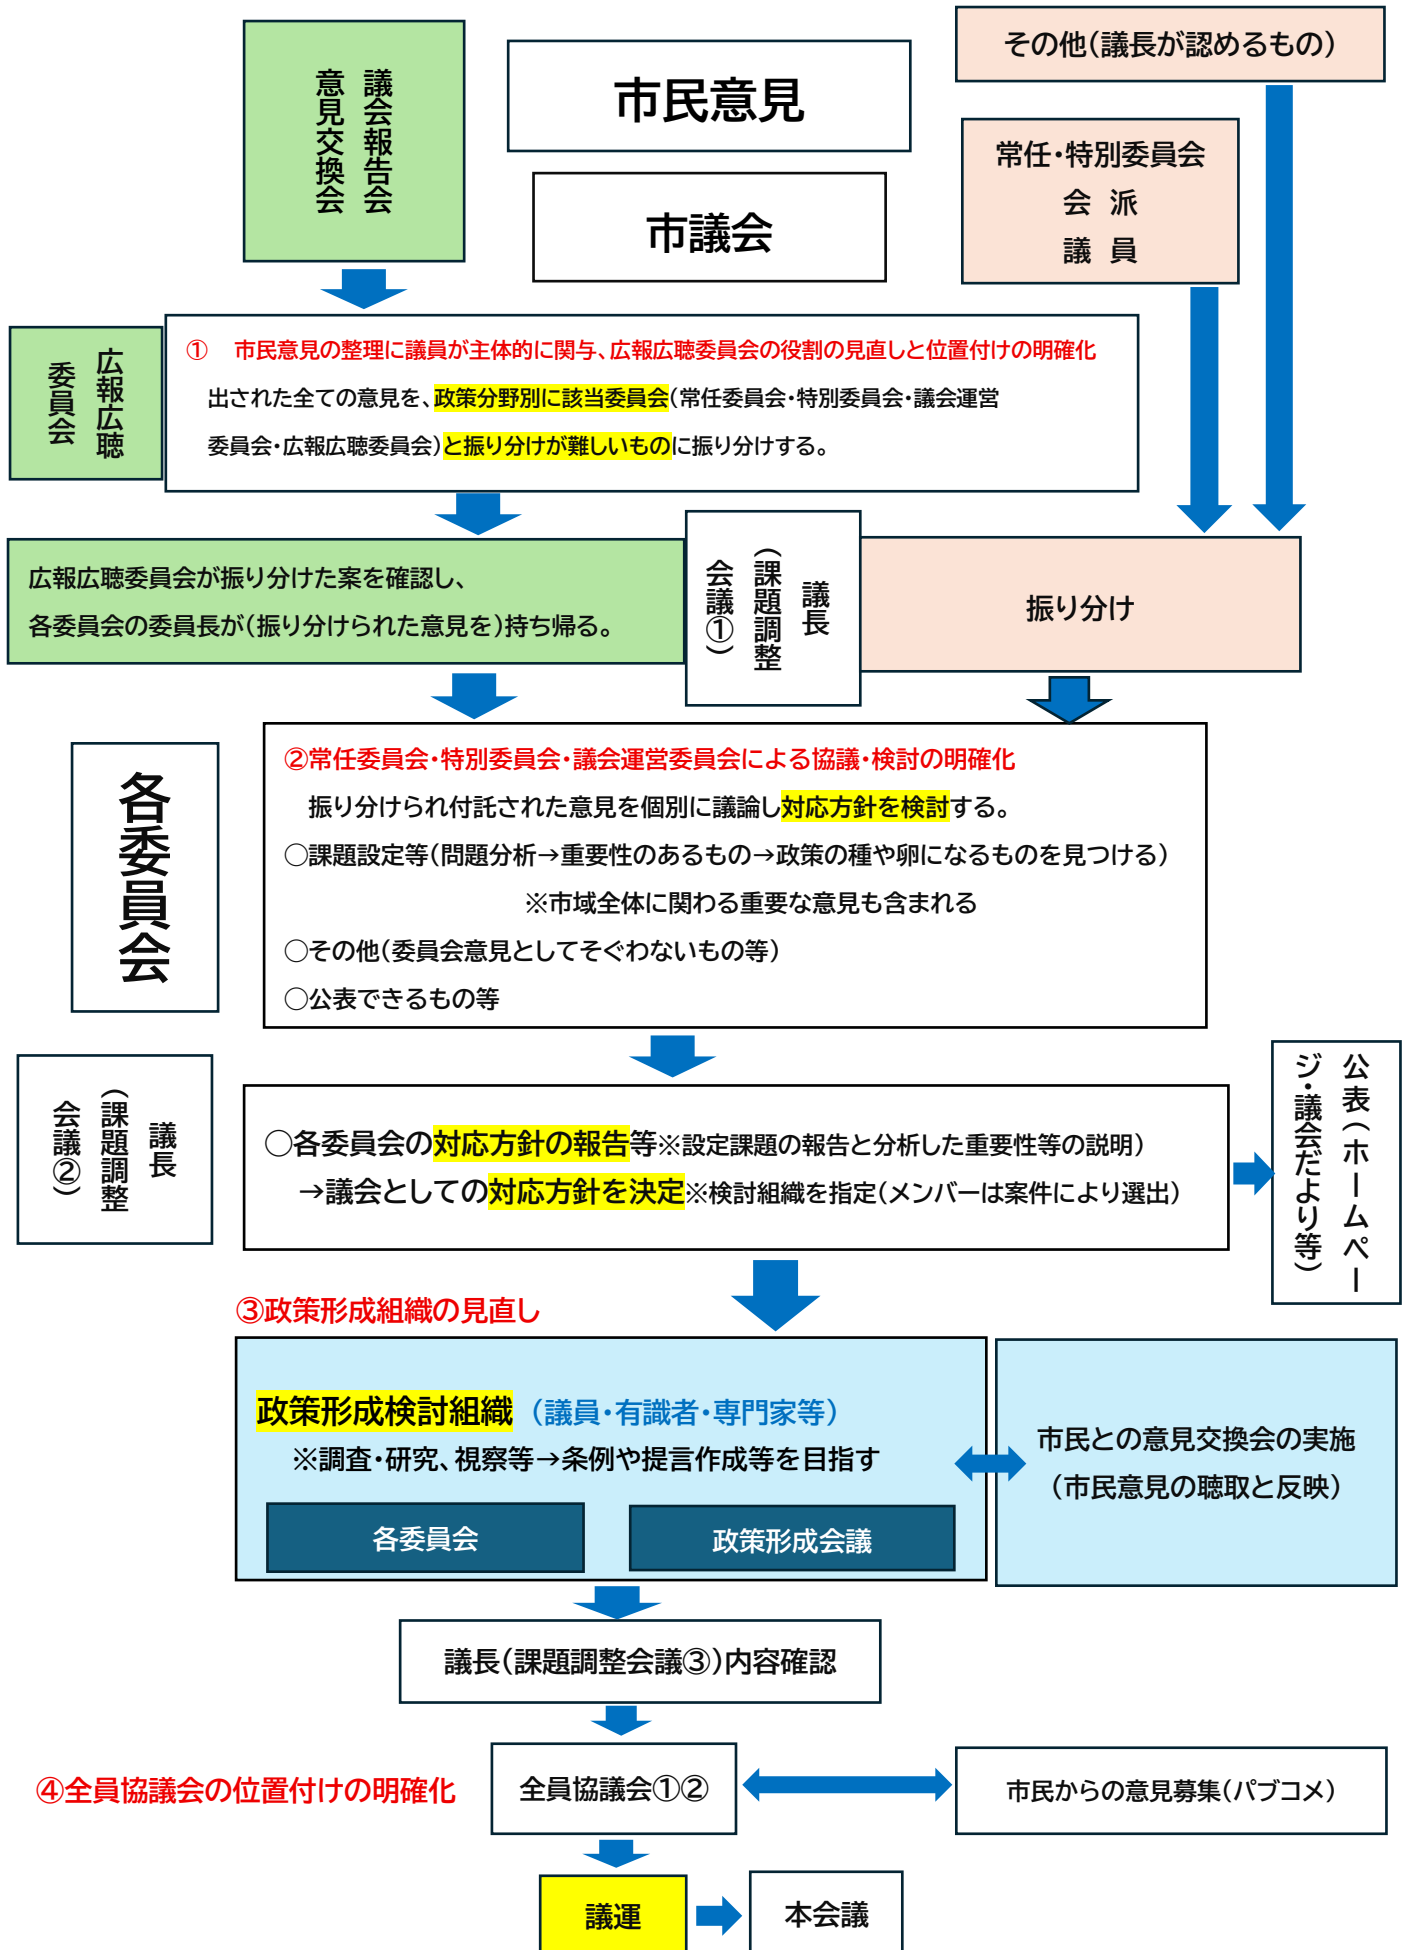 議会報告会
意見交換会
市民意見
市議会
その他（議長が認めるもの）
常任・特別委員会
会　派
議　員
広報広聴
委員会
①　市民意見の整理に議員が主体的に関与、広報広聴委員会の役割の見直しと位置付けの明確化
出された全ての意見を、政策分野別に該当委員会（常任委員会・特別委員会・議会運営
委員会・広報広聴委員会）と振り分けが難しいものに振り分けする。
広報広聴委員会が振り分けた案を確認し、
各委員会の委員長が（振り分けられた意見を）持ち帰る。
議長
（課題調整
会議①）
振り分け
各委員会
②常任委員会・特別委員会・議会運営委員会による協議・検討の明確化
振り分けられ付託された意見を個別に議論し対応方針を検討する。
○課題設定等（問題分析→重要性のあるもの→政策の種や卵になるものを見つける）
※市域全体に関わる重要な意見も含まれる
○その他（委員会意見としてそぐわないもの等）
○公表できるもの等
議長
（課題調整
会議②）
○各委員会の対応方針の報告等※設定課題の報告と分析した重要性等の説明）
→議会としての対応方針を決定※検討組織を指定（メンバーは案件により選出）
公表（ホームペー
ジ・議会だより等）
③政策形成組織の見直し
政策形成検討組織（議員・有識者・専門家等）
※調査・研究、視察等→条例や提言作成等を目指す
各委員会
政策形成会議
市民との意見交換会の実施
（市民意見の聴取と反映）
議長（課題調整会議③）内容確認
④全員協議会の位置付けの明確化
全員協議会①②
市民からの意見募集（パブコメ）
議運
本会議